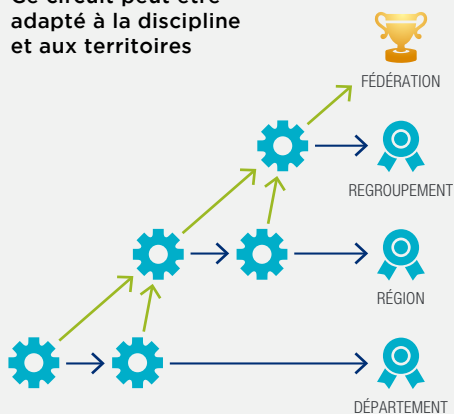 adapté à la discipline
et aux territoires
FÉDÉRATION
REGROUPEMENT
RÉGION
DÉPARTEMENT